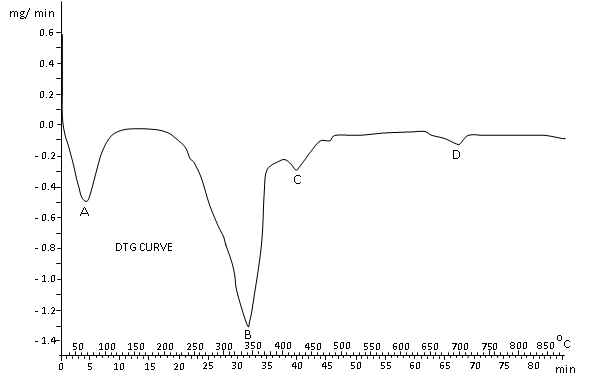 mg/ min
0.6
0.4
0.2
0.0
- 0.2
- 0.4
- 0.6
- 0.8
- 1.0
- 1.2
- 1.4
A
B
C
D
DTG CURVE
50 100 150 200 250 300 350 400 450 500 550 600 650 700 750 800 850 °C
0 5 10 15 20 25 30 35 40 45 50 55 60 65 70 75 80 min